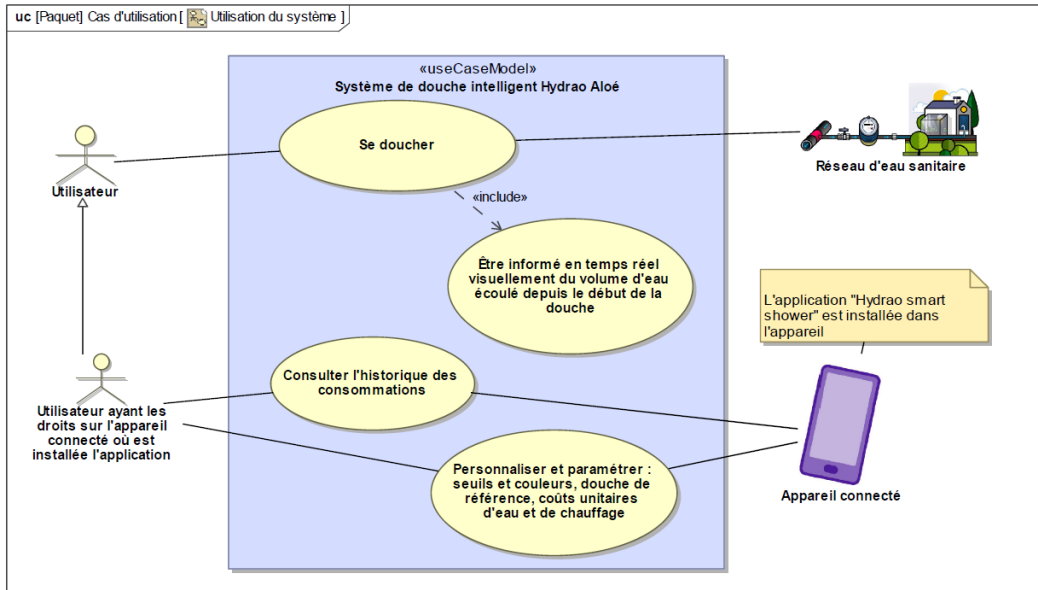 uc [Paquet] Cas d'utilisation [ Utilisation du système ]
«useCaseModel»
Système de douche intelligent Hydrao Aloé
Se doucher
Utilisateur
Réseau d'eau sanitaire
«include»
Être informé en temps réel
visuellement du volume d'eau
écoulé depuis le début de la
douche
L'application "Hydrao smart
shower" est installée dans
l'appareil
Consulter l'historique des
consommations
Utilisateur ayant les
droits sur l'appareil
connecté où est
installée l'application
Personnaliser et paramétrer :
seuils et couleurs, douche de
référence, coûts unitaires
d'eau et de chauffage
Appareil connecté